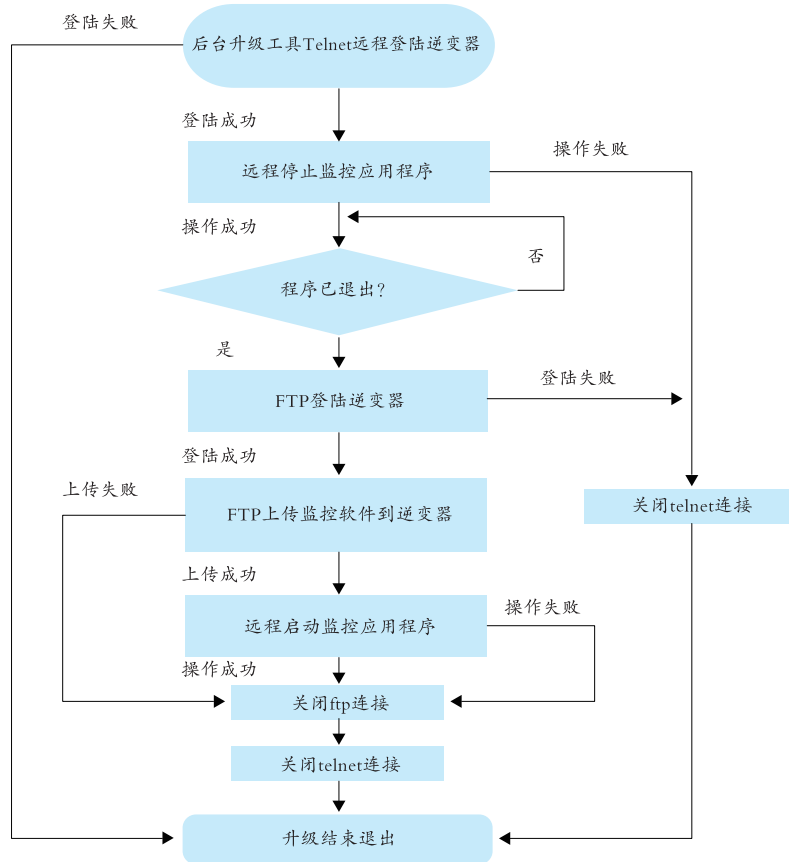 登陆失败
后台升级工具Telnet远程登陆逆变器
登陆成功
操作失败
远程停止监控应用程序
操作成功
否
程序已退出？
是
登陆失败
FTP登陆逆变器
登陆成功
上传失败
关闭telnet连接
FTP上传监控软件到逆变器
上传成功
操作失败
远程启动监控应用程序
操作成功
关闭ftp连接
关闭telnet连接
升级结束退出